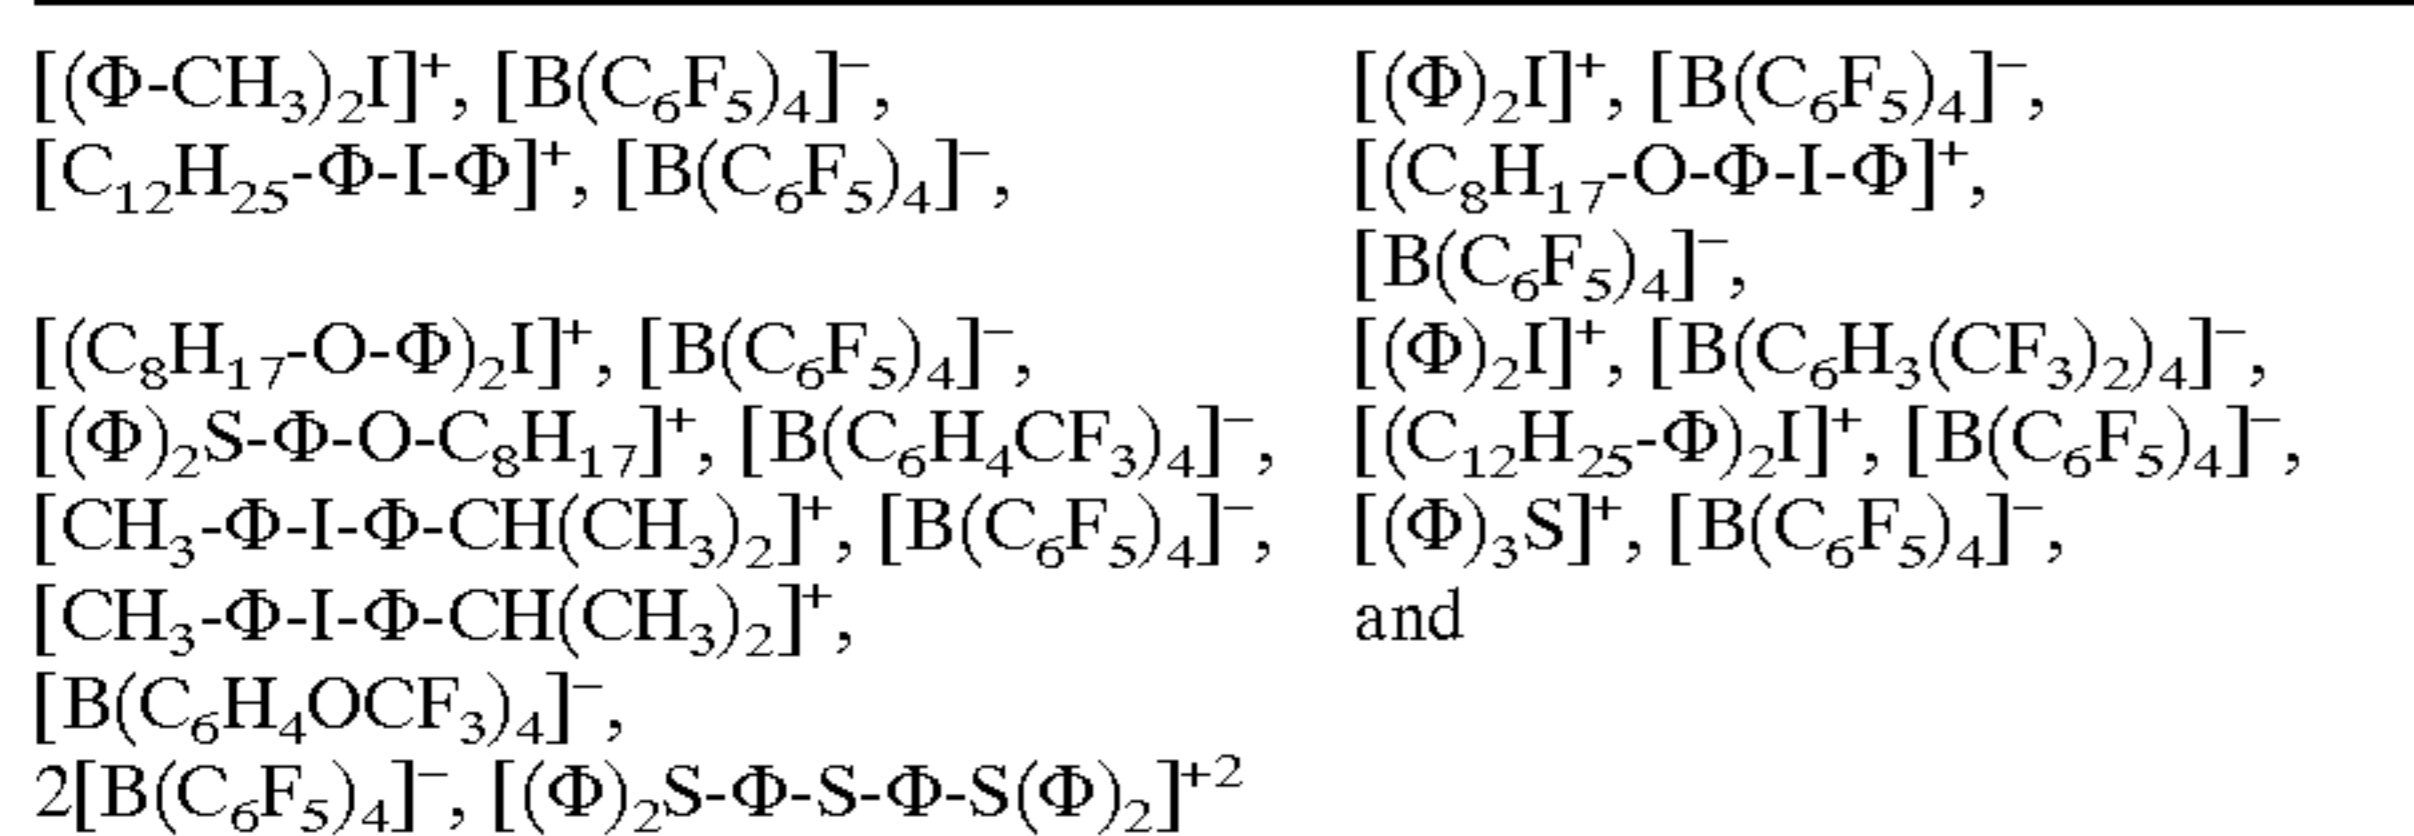 [(Φ-CH₃)₂I]⁺, [B(C₆F₅)₄]⁻, [(Φ)₂I]⁺, [B(C₆F₅)₄]⁻,
[C₁₂H₂₅-Φ-I-Φ]⁺, [B(C₆F₅)₄]⁻, [(C₈H₁₇-O-Φ-I-Φ]⁺,
[B(C₆F₅)₄]⁻,
[(C₈H₁₇-O-Φ)₂I]⁺, [B(C₆F₅)₄]⁻, [(Φ)₂I]⁺, [B(C₆H₃(CF₃)₂)₄]⁻,
[(Φ)₂S-Φ-O-C₈H₁₇]⁺, [B(C₆H₄CF₃)₄]⁻, [(C₁₂H₂₅-Φ)₂I]⁺, [B(C₆F₅)₄]⁻,
[CH₃-Φ-I-Φ-CH(CH₃)₂]⁺, [B(C₆F₅)₄]⁻, [(Φ)₃S]⁺, [B(C₆F₅)₄]⁻,
[CH₃-Φ-I-Φ-CH(CH₃)₂]⁺, and
[B(C₆H₄OCF₃)₄]⁻,
2[B(C₆F₅)₄]⁻, [(Φ)₂S-Φ-S-Φ-S(Φ)₂]⁺²